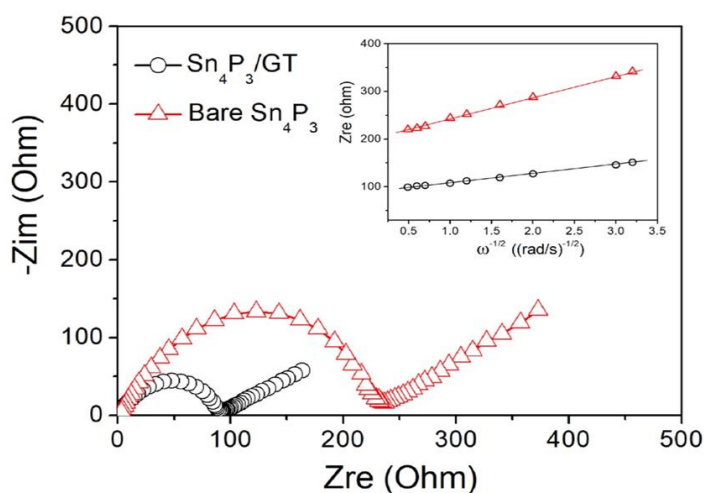 500
400
300
200
100
0
-Zim (Ohm)
Sn₄P₃/GT
Bare Sn₄P₃
400
300
200
100
Zre (ohm)
0.5 1.0 1.5 2.0 2.5 3.0 3.5
ω⁻¹/² ((rad/s)⁻¹/²)
0 100 200 300 400 500
Zre (Ohm)